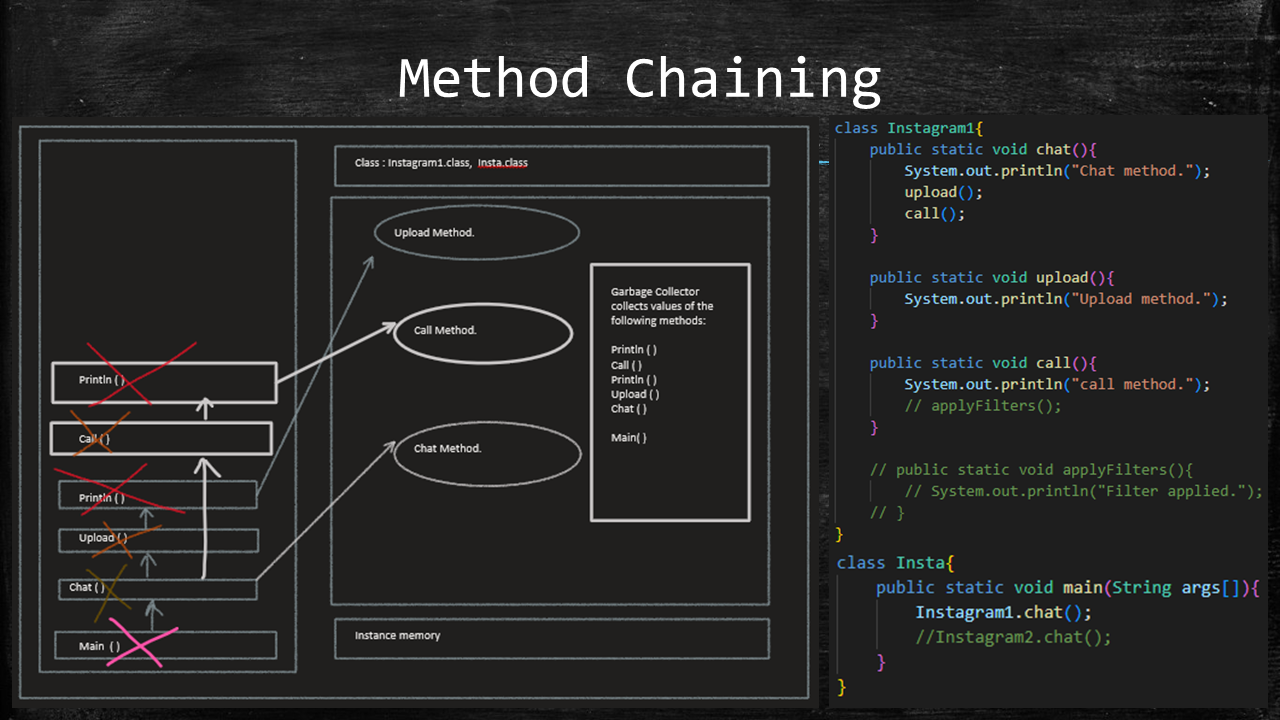 Method Chaining
Class : Instagram1.class, Insta.class
Upload Method.
Call Method.
Chat Method.
Garbage Collector
collects values of the
following methods:
Println ( )
Call ( )
Println ( )
Upload ( )
Chat ( )
Main( )
Println ( )
Call ( )
Println ( )
Upload ( )
Chat ( )
Main ( )
Instance memory
class Instagram1{
public static void chat(){
System.out.println("Chat method.");
upload();
call();
}
public static void upload(){
System.out.println("Upload method.");
}
public static void call(){
System.out.println("call method.");
// applyFilters();
}
// public static void applyFilters(){
// System.out.println("Filter applied.");
// }
}
class Insta{
public static void main(String args[]){
Instagram1.chat();
//Instagram2.chat();
}
}